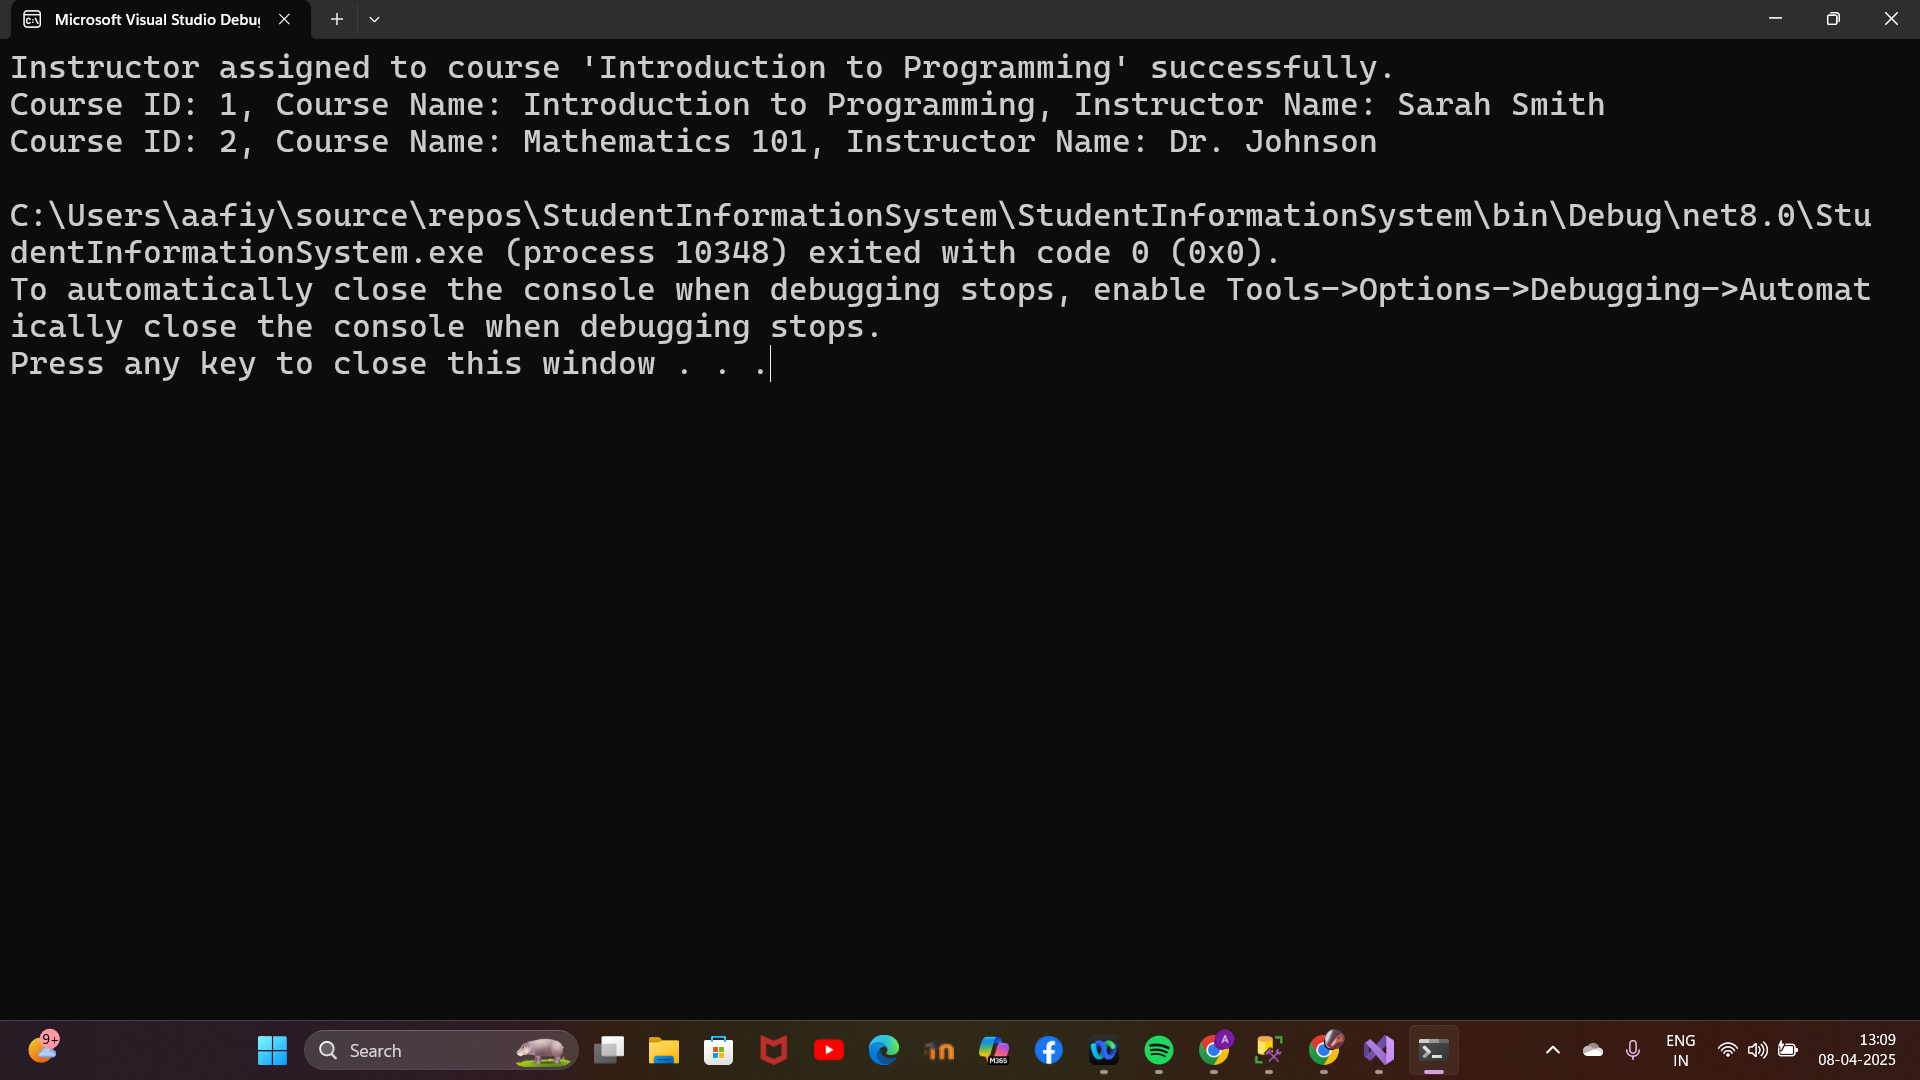 Microsoft Visual Studio Debu
Instructor assigned to course 'Introduction to Programming' successfully.
Course ID: 1, Course Name: Introduction to Programming, Instructor Name: Sarah Smith
Course ID: 2, Course Name: Mathematics 101, Instructor Name: Dr. Johnson
C:\Users\aafiy\source\repos\StudentInformationSystem\StudentInformationSystem\bin\Debug\net8.0\Stu
dentInformationSystem.exe (process 10348) exited with code 0 (0x0).
To automatically close the console when debugging stops, enable Tools->Options->Debugging->Automat
ically close the console when debugging stops.
Press any key to close this window . . .
9+
Search
M365
A
ENG
IN
13:09
08-04-2025